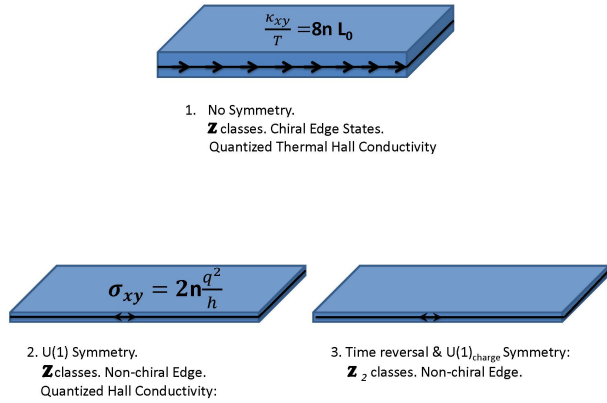 κxy/T =8n L₀
1. No Symmetry.
Z classes. Chiral Edge States.
Quantized Thermal Hall Conductivity
σxy = 2n q²/h
2. U(1) Symmetry.
Z classes. Non-chiral Edge.
Quantized Hall Conductivity:
3. Time reversal & U(1)charge Symmetry:
Z 2 classes. Non-chiral Edge.